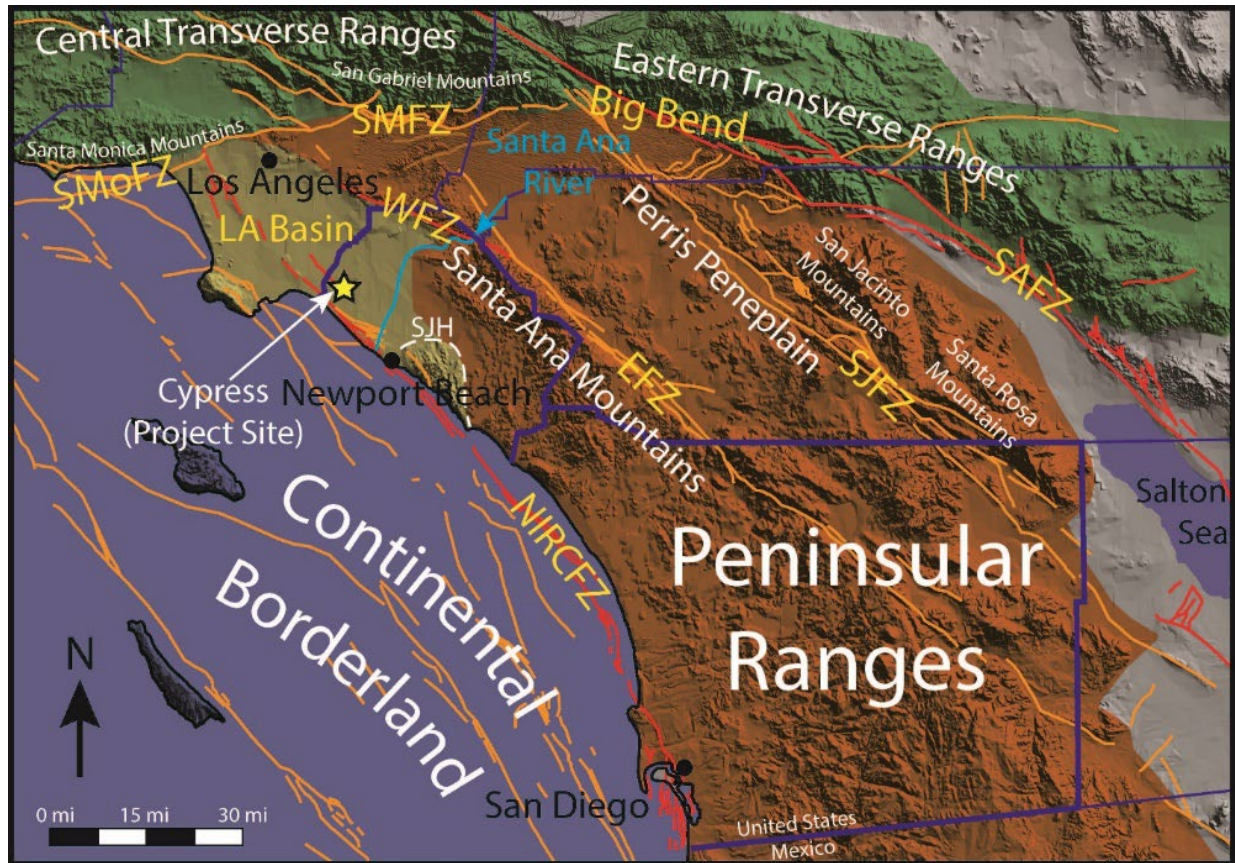 Central Transverse Ranges
San Gabriel Mountains
Eastern Transverse Ranges
Big Bend
SMFZ
Santa Monica Mountains
SMoFZ
Los Angeles
Santa Ana
River
LA Basin
WFZ
Perris Peneplain
San Jacinto
Mountains
SAFZ
Santa Ana Mountains
SJH
Cypress
(Project Site)
Newport Beach
EFZ
SJFZ
Santa Rosa
Mountains
Salton
Sea
Continental
Borderland
NIRCFZ
Peninsular
Ranges
N
San Diego
0 mi 15 mi 30 mi
United States
Mexico